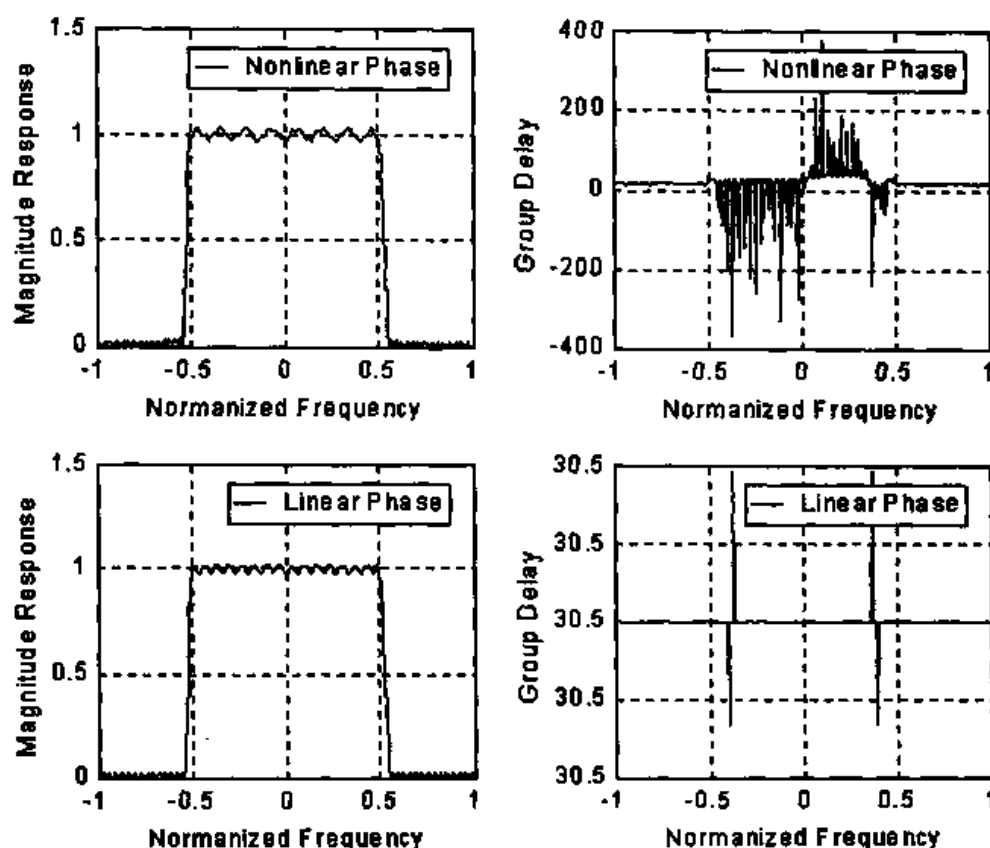 1.5
Nonlinear Phase
1
0.5
0
Magnitude Response
-1 -0.5 0 0.5 1
Normanized Frequency
400
Nonlinear Phase
200
0
-200
-400
Group Delay
-1 -0.5 0 0.5 1
Normanized Frequency
1.5
Linear Phase
1
0.5
0
Magnitude Response
-1 -0.5 0 0.5 1
Normanized Frequency
30.5
Linear Phase
30.5
30.5
30.5
30.5
Group Delay
-1 -0.5 0 0.5 1
Normanized Frequency